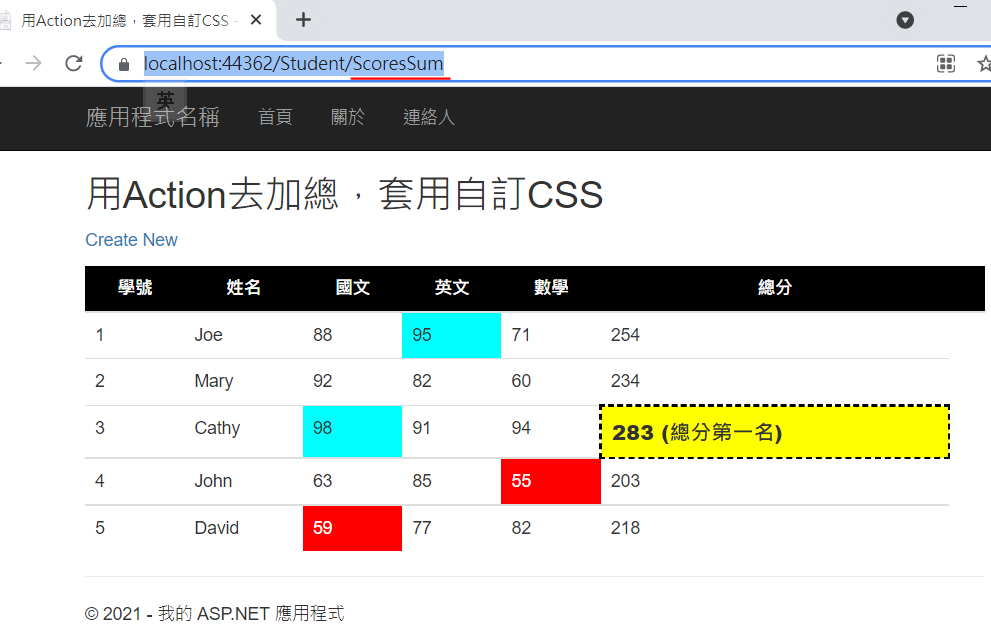 用Action去加總，套用自訂CSS -
localhost:44362/Student/ScoresSum
英
應用程式名稱 首頁 關於 連絡人
用Action去加總，套用自訂CSS
Create New
學號 姓名 國文 英文 數學 總分
1 Joe 88 95 71 254
2 Mary 92 82 60 234
3 Cathy 98 91 94 283 (總分第一名)
4 John 63 85 55 203
5 David 59 77 82 218
© 2021 - 我的 ASP.NET 應用程式